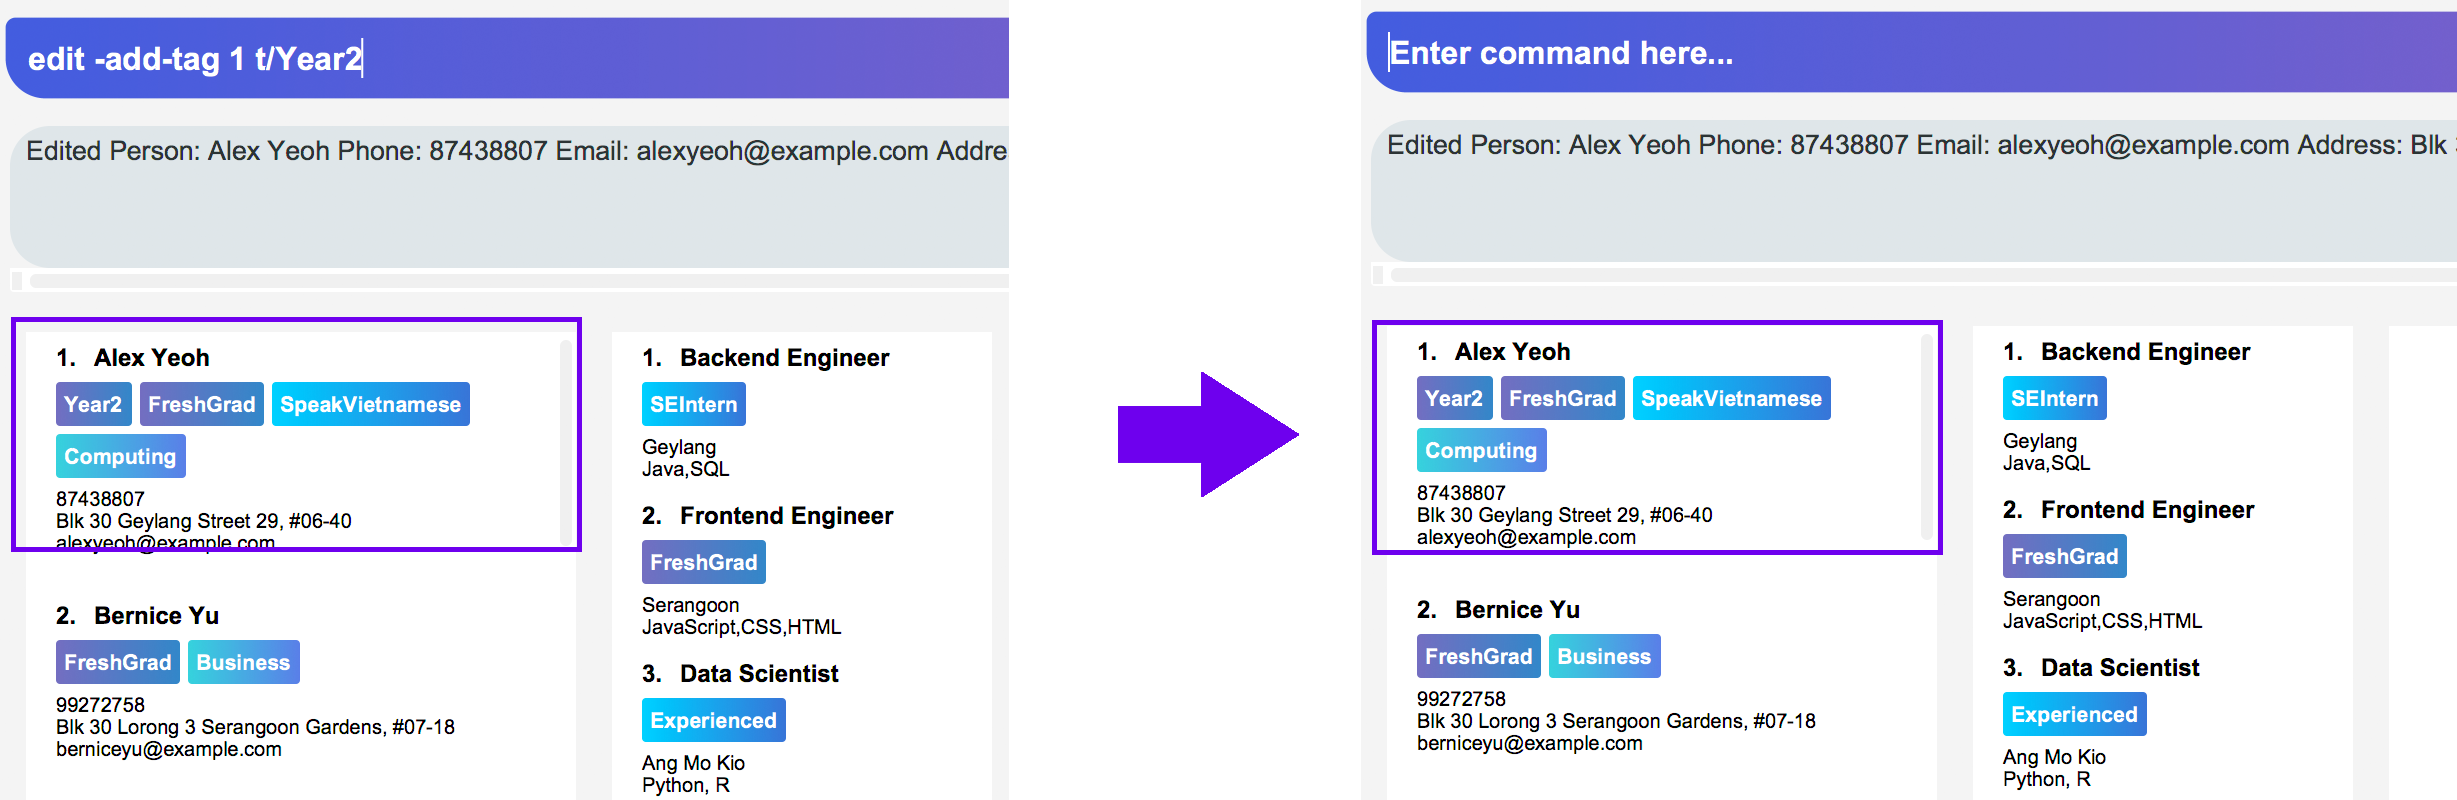 edit -add-tag 1 t/Year2
Edited Person: Alex Yeoh Phone: 87438807 Email: alexyeoh@example.com Addre
1. Alex Yeoh
Year2 FreshGrad SpeakVietnamese
Computing
87438807
Blk 30 Geylang Street 29, #06-40
alexyeoh@example.com
2. Bernice Yu
FreshGrad Business
99272758
Blk 30 Lorong 3 Serangoon Gardens, #07-18
berniceyu@example.com
1. Backend Engineer
SEIntern
Geylang
Java,SQL
2. Frontend Engineer
FreshGrad
Serangoon
JavaScript,CSS,HTML
3. Data Scientist
Experienced
Ang Mo Kio
Python, R
Enter command here...
Edited Person: Alex Yeoh Phone: 87438807 Email: alexyeoh@example.com Address: Blk
1. Alex Yeoh
Year2 FreshGrad SpeakVietnamese
Computing
87438807
Blk 30 Geylang Street 29, #06-40
alexyeoh@example.com
2. Bernice Yu
FreshGrad Business
99272758
Blk 30 Lorong 3 Serangoon Gardens, #07-18
berniceyu@example.com
1. Backend Engineer
SEIntern
Geylang
Java,SQL
2. Frontend Engineer
FreshGrad
Serangoon
JavaScript,CSS,HTML
3. Data Scientist
Experienced
Ang Mo Kio
Python, R